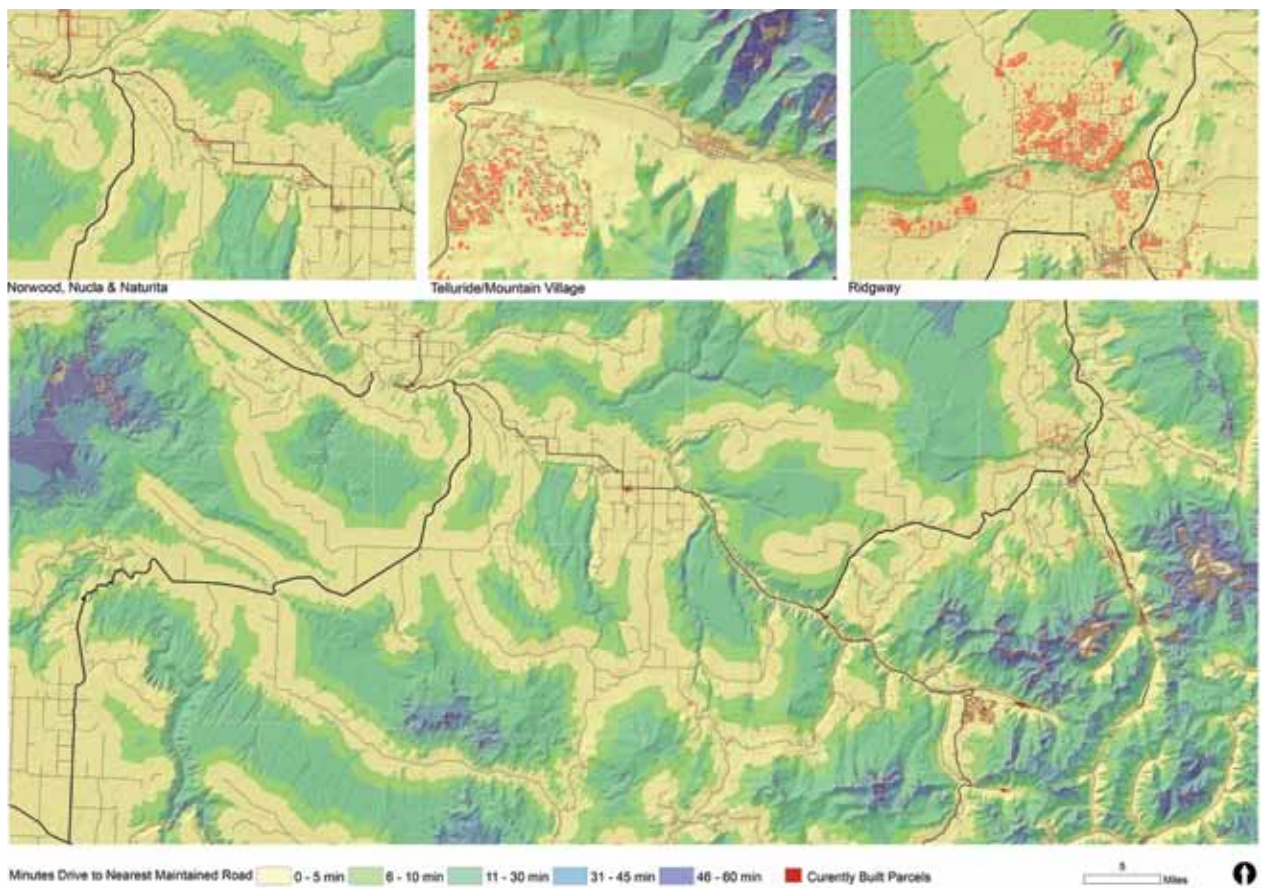 Norwood, Nucla & Naturita
Telluride/Mountain Village
Ridgway
Minutes Drive to Nearest Maintained Road 0 - 5 min 6 - 10 min 11 - 30 min 31 - 45 min 46 - 60 min Curently Built Parcels
5
Miles